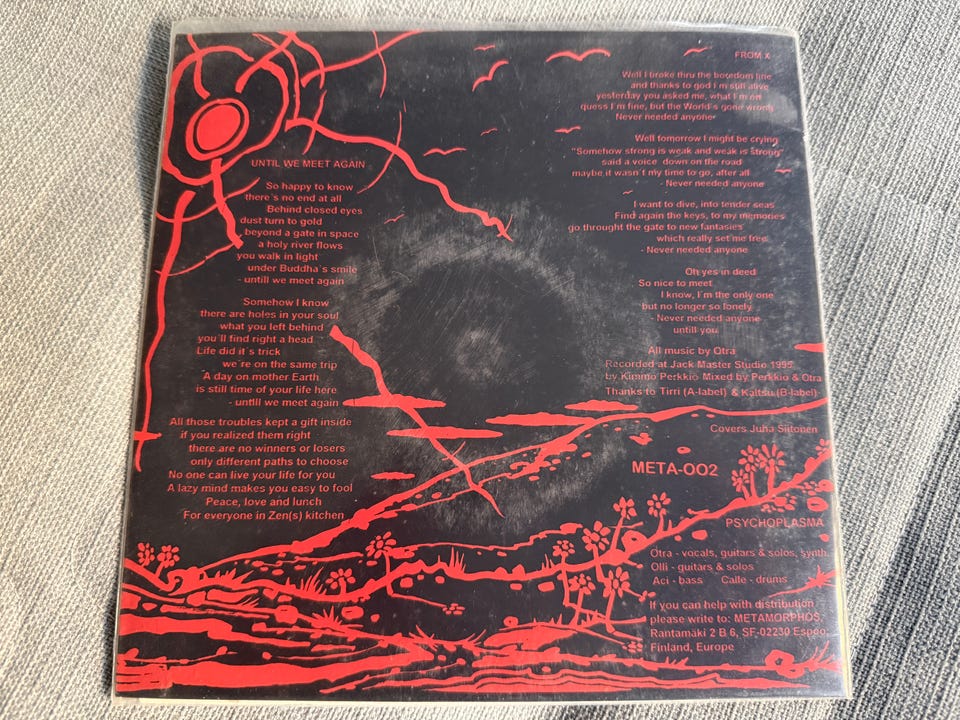 UNTIL WE MEET AGAIN
So happy to know
there´s no end at all
Behind closed eyes
dust turn to gold
beyond a gate in space
a holy river flows
you walk in light
under Buddha´s smile
- untill we meet again
Somehow I know
there are holes in your soul
what you left behind
you´ll find right a head
Life did it´s trick
we´re on the same trip
A day on mother Earth
is still time of your life here
- untill we meet again
All those troubles kept a gift inside
if you realized them right
there are no winners or losers
only different paths to choose
No one can live your life for you
A lazy mind makes you easy to fool
Peace, love and lunch
For everyone in Zen(s) kitchen
FROM X
Well I broke thru the boredom line
and thanks to god I´m still alive
yesterday you asked me, what I´m on
guess I´m fine, but the World´s gone wrong
Never needed anyone
Well tomorrow I might be crying
"Somehow strong is weak and weak is strong"
said a voice down on the road
maybe it wasn´t my time to go, after all
- Never needed anyone
I want to dive, into tender seas
Find again the keys, to my memories
go throught the gate to new fantasies
which really set me free
- Never needed anyone
Oh yes in deed
So nice to meet
I know, I´m the only one
but no longer so lonely
- Never needed anyone
untill you
All music by Otra
Recorded at Jack Master Studio 1995
by Kimmo Perkkio Mixed by Perkkio & Otra
Thanks to Tirri (A-label) & Kaitsu (B-label)
Covers Juha Siitonen
META-002
PSYCHOPLASMA
Otra - vocals, guitars & solos, synth.
Olli - guitars & solos
Aci - bass Calle - drums
If you can help with distribution
please write to: METAMORPHOS,
Rantamäki 2 B 6, SF-02230 Espoo,
Finland, Europe